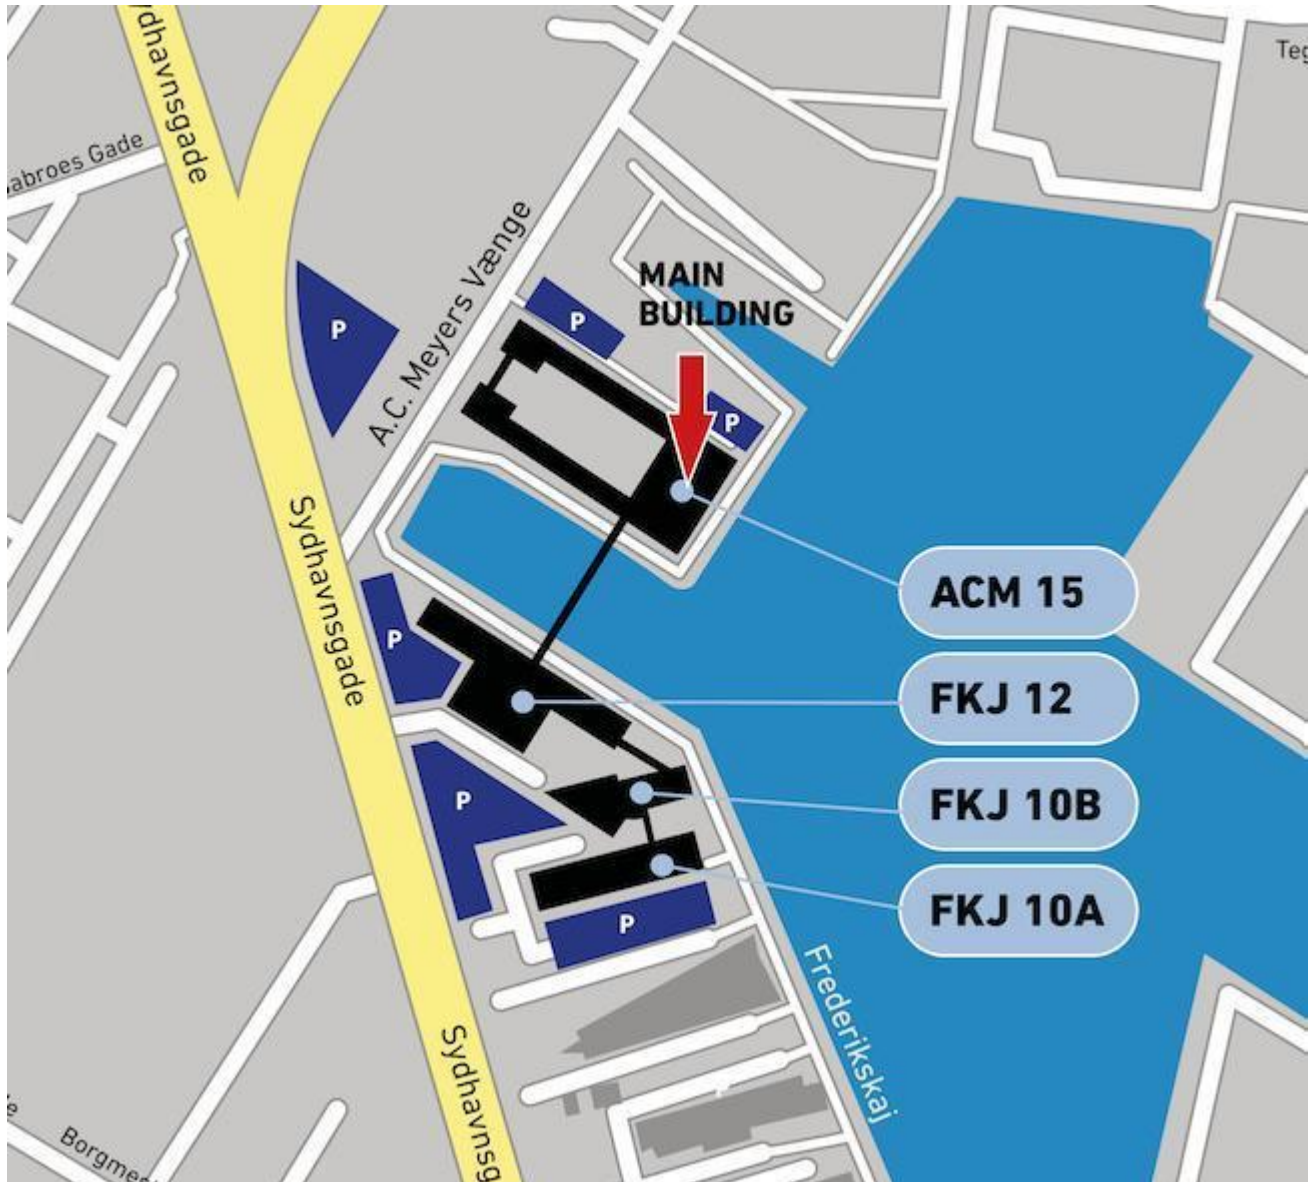 Sydhavnsgade
abroes Gade
Teg
A.C. Meyers Vænge
MAIN
BUILDING
P
P
P
Sydhavnsgade
ACM 15
P
FKJ 12
P
FKJ 10B
FKJ 10A
P
Frederikskaj
Sydhavnsg
Borgmes